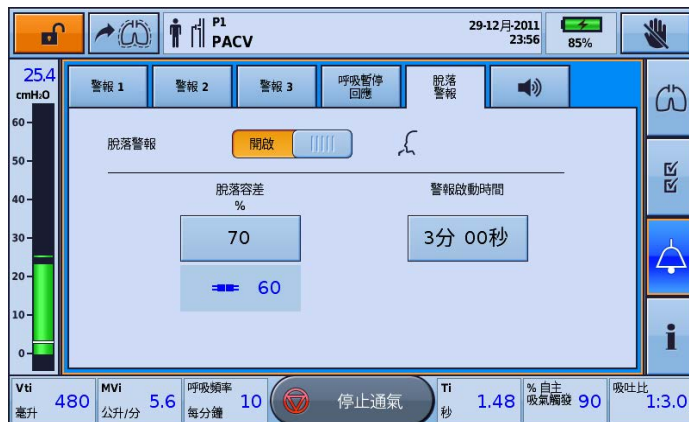 P1
PACV
29-12月-2011
23:56
85%
25.4
cmH₂O
60
50
40
30
20
10
0
警報 1
警報 2
警報 3
呼吸暫停
回應
脫落
警報
脫落警報
開啟
脫落容差
%
警報啟動時間
70
3分 00秒
60
Vti
毫升
480
MVi
公升/分
5.6
呼吸頻率
每分鐘
10
停止通氣
Ti
秒
1.48
% 自主
吸氣觸發
90
吸吐比
1:3.0